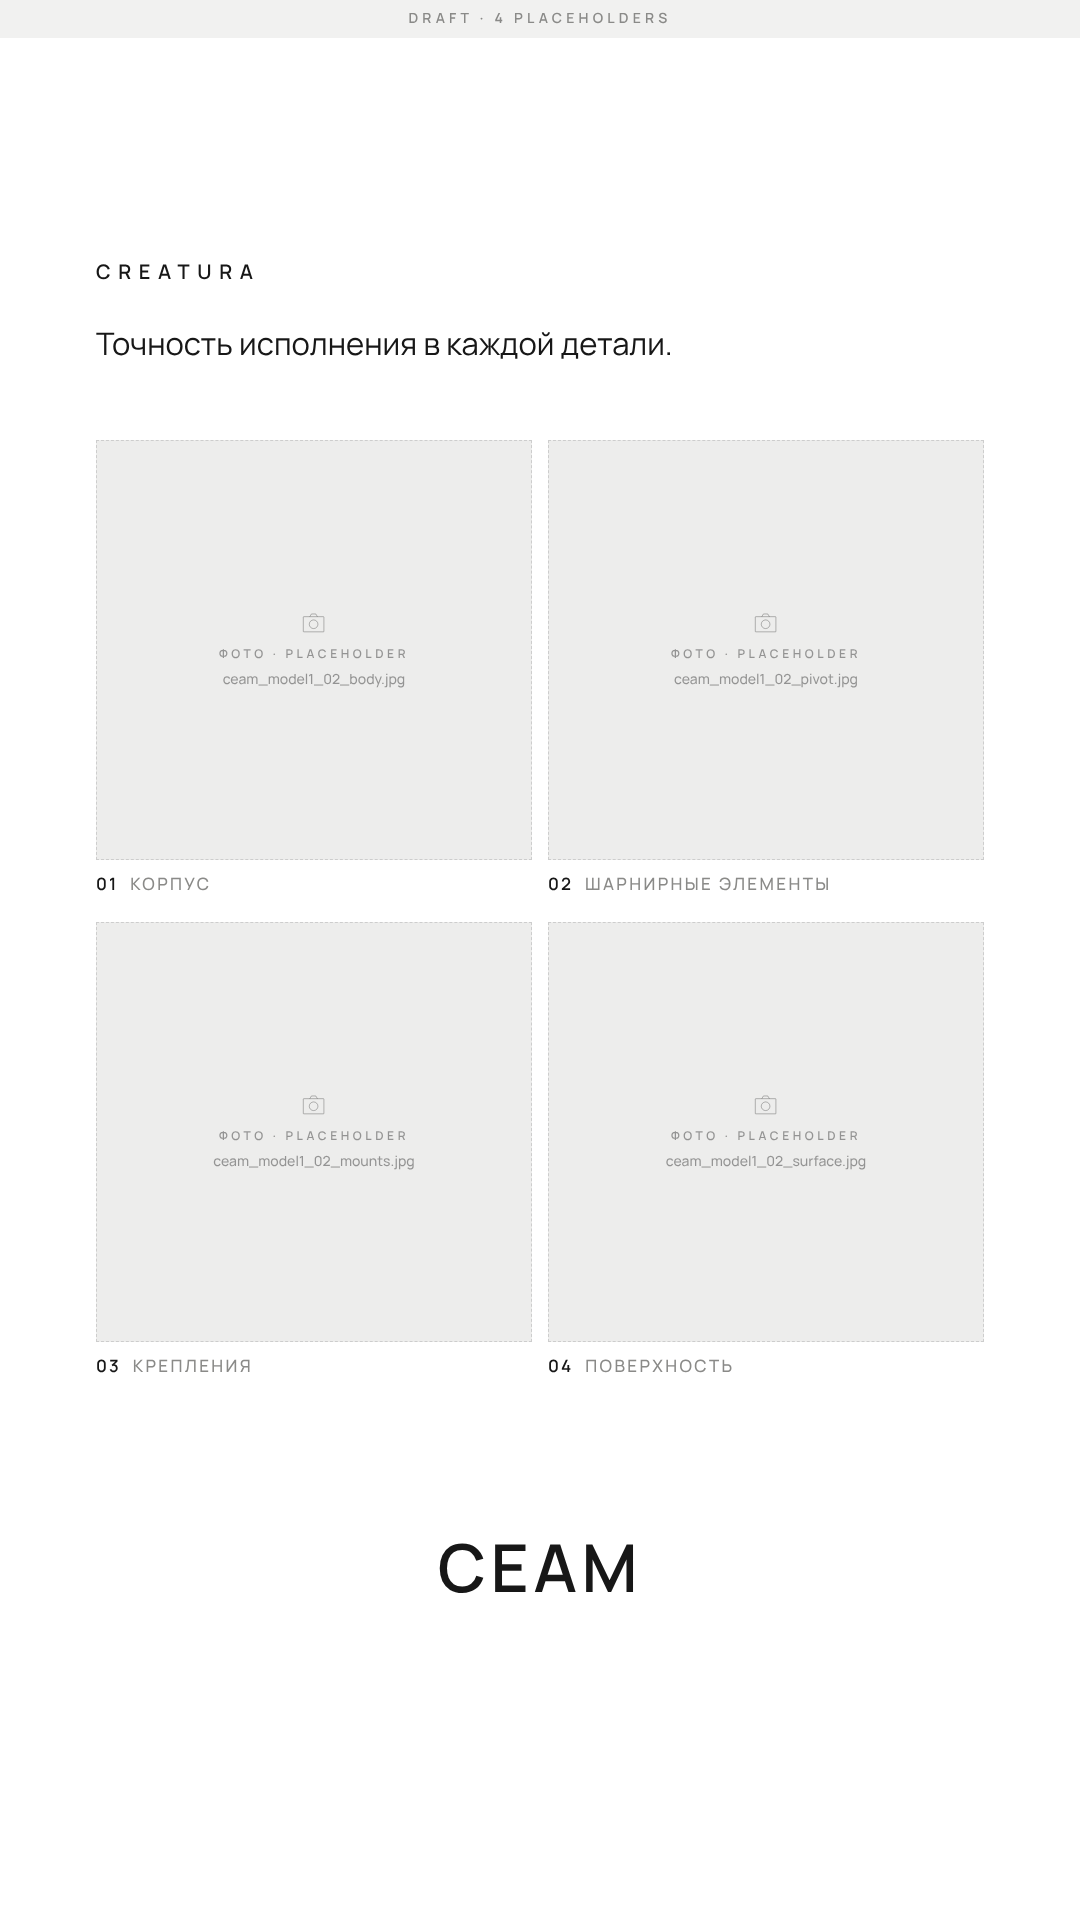 DRAFT · 4 PLACEHOLDERS
CREATURA
Точность исполнения в каждой детали.
ФОТО · PLACEHOLDER
ceam_model1_02_body.jpg
ФОТО · PLACEHOLDER
ceam_model1_02_pivot.jpg
01 КОРПУС
02 ШАРНИРНЫЕ ЭЛЕМЕНТЫ
ФОТО · PLACEHOLDER
ceam_model1_02_mounts.jpg
ФОТО · PLACEHOLDER
ceam_model1_02_surface.jpg
03 КРЕПЛЕНИЯ
04 ПОВЕРХНОСТЬ
CEAM